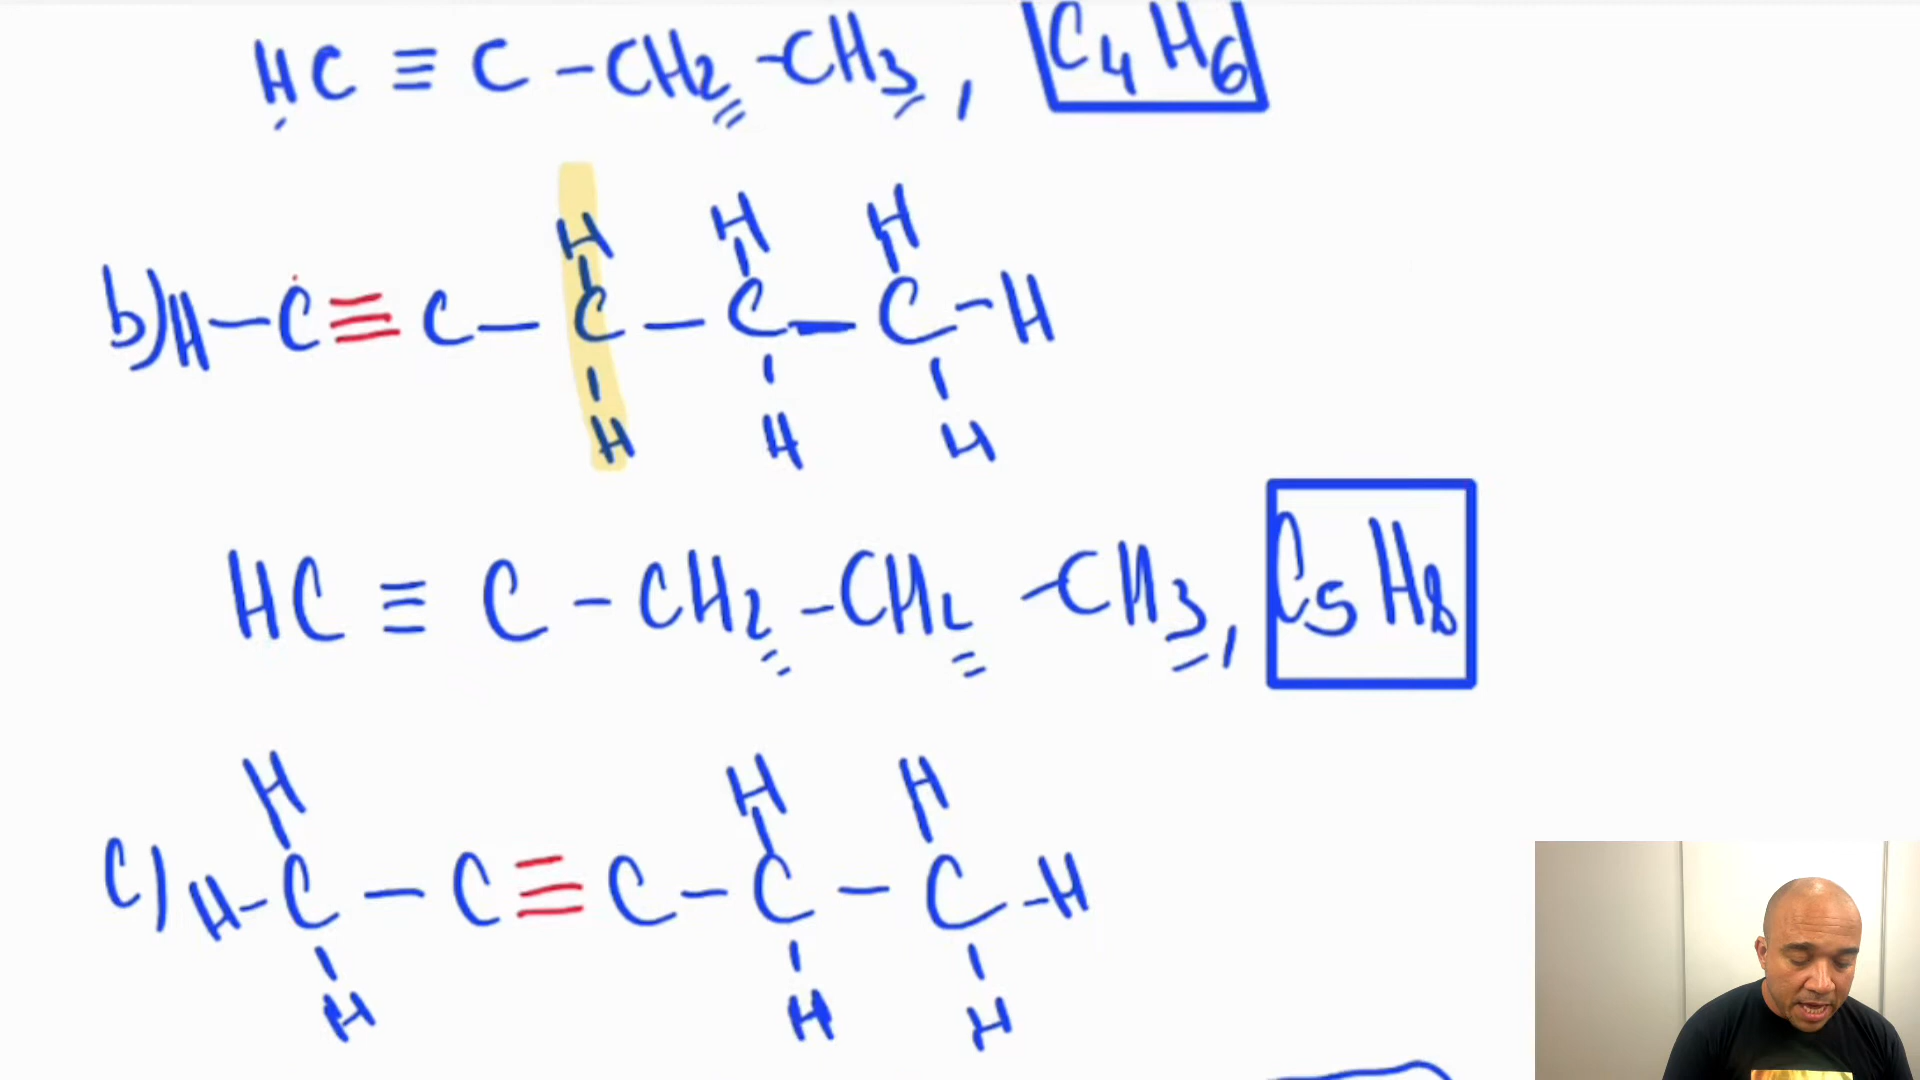 HC ≡ C - CH2 - CH3, C4H6
H H H
b) H - C ≡ C - C - C - C - H
H H H
HC ≡ C - CH2 - CH2 - CH3, C5H8
H H H
c) H - C - C ≡ C - C - C - H
H H H